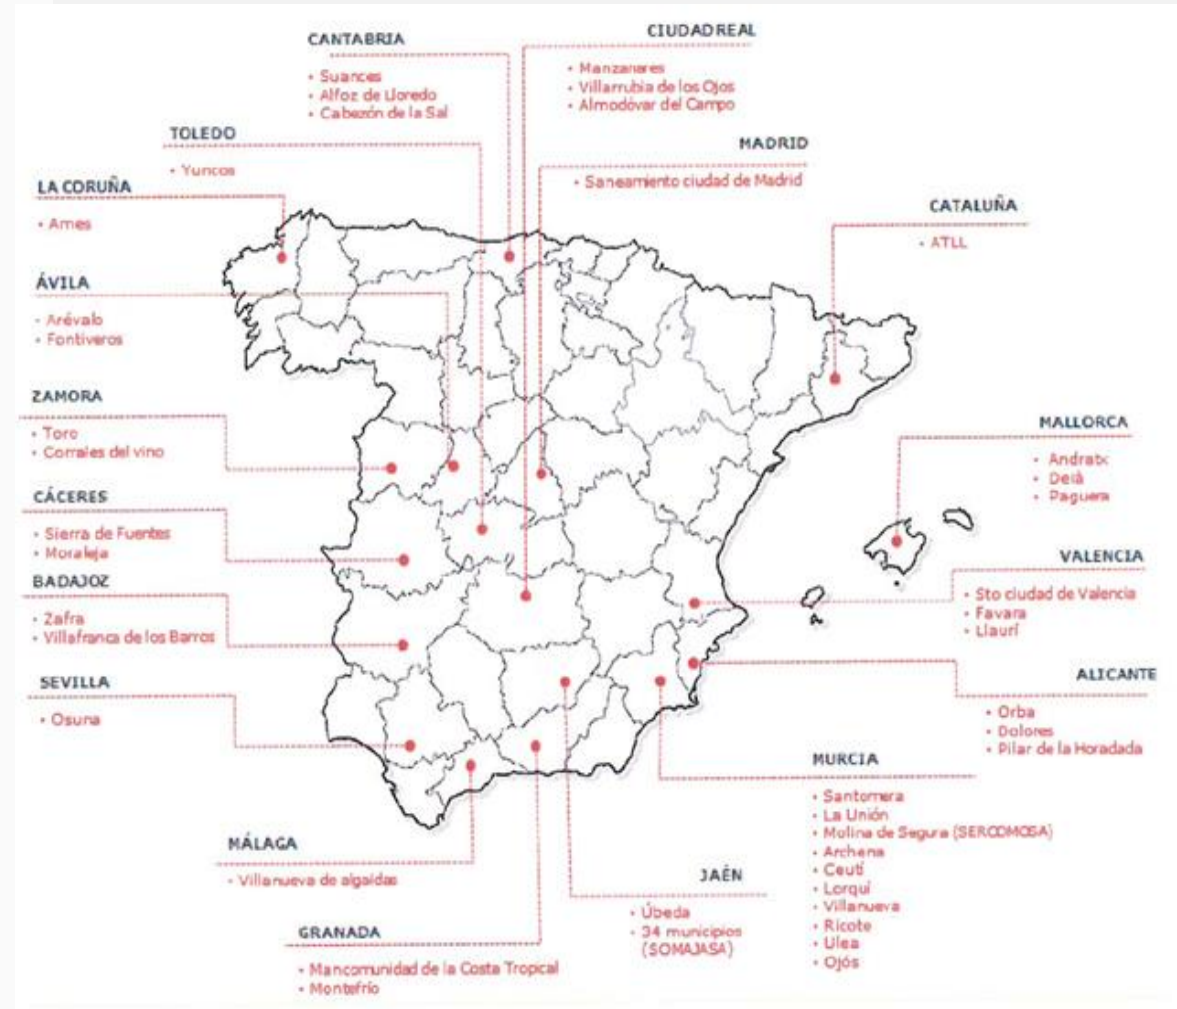 CANTABRIA
• Suances
• Alfoz de Lloredo
• Cabezón de la Sal
CIUDAD REAL
• Manzanares
• Villarrubia de los Ojos
• Almodóvar del Campo
TOLEDO
• Yuncos
MADRID
• Saneamiento ciudad de Madrid
LA CORUÑA
• Ames
CATALUÑA
• ATLL
ÁVILA
• Arévalo
• Fontiveros
ZAMORA
• Toro
• Corrales del vino
MALLORCA
• Andratx
• Deià
• Paguera
CÁCERES
• Sierra de Fuentes
• Moraleja
VALENCIA
• Sto ciudad de Valencia
• Favara
• Llaurí
BADAJOZ
• Zafra
• Villafranca de los Barros
ALICANTE
• Orba
• Dolores
• Pilar de la Horadada
SEVILLA
• Osuna
MURCIA
• Santomera
• La Unión
• Molina de Segura (SERCOMOSA)
• Archena
• Ceutí
• Lorquí
• Villanueva
• Ricote
• Ulea
• Ojós
MÁLAGA
• Villanueva de algaidas
JAÉN
• Úbeda
• 34 municipios
(SOMAJASA)
GRANADA
• Mancomunidad de la Costa Tropical
• Montefrío